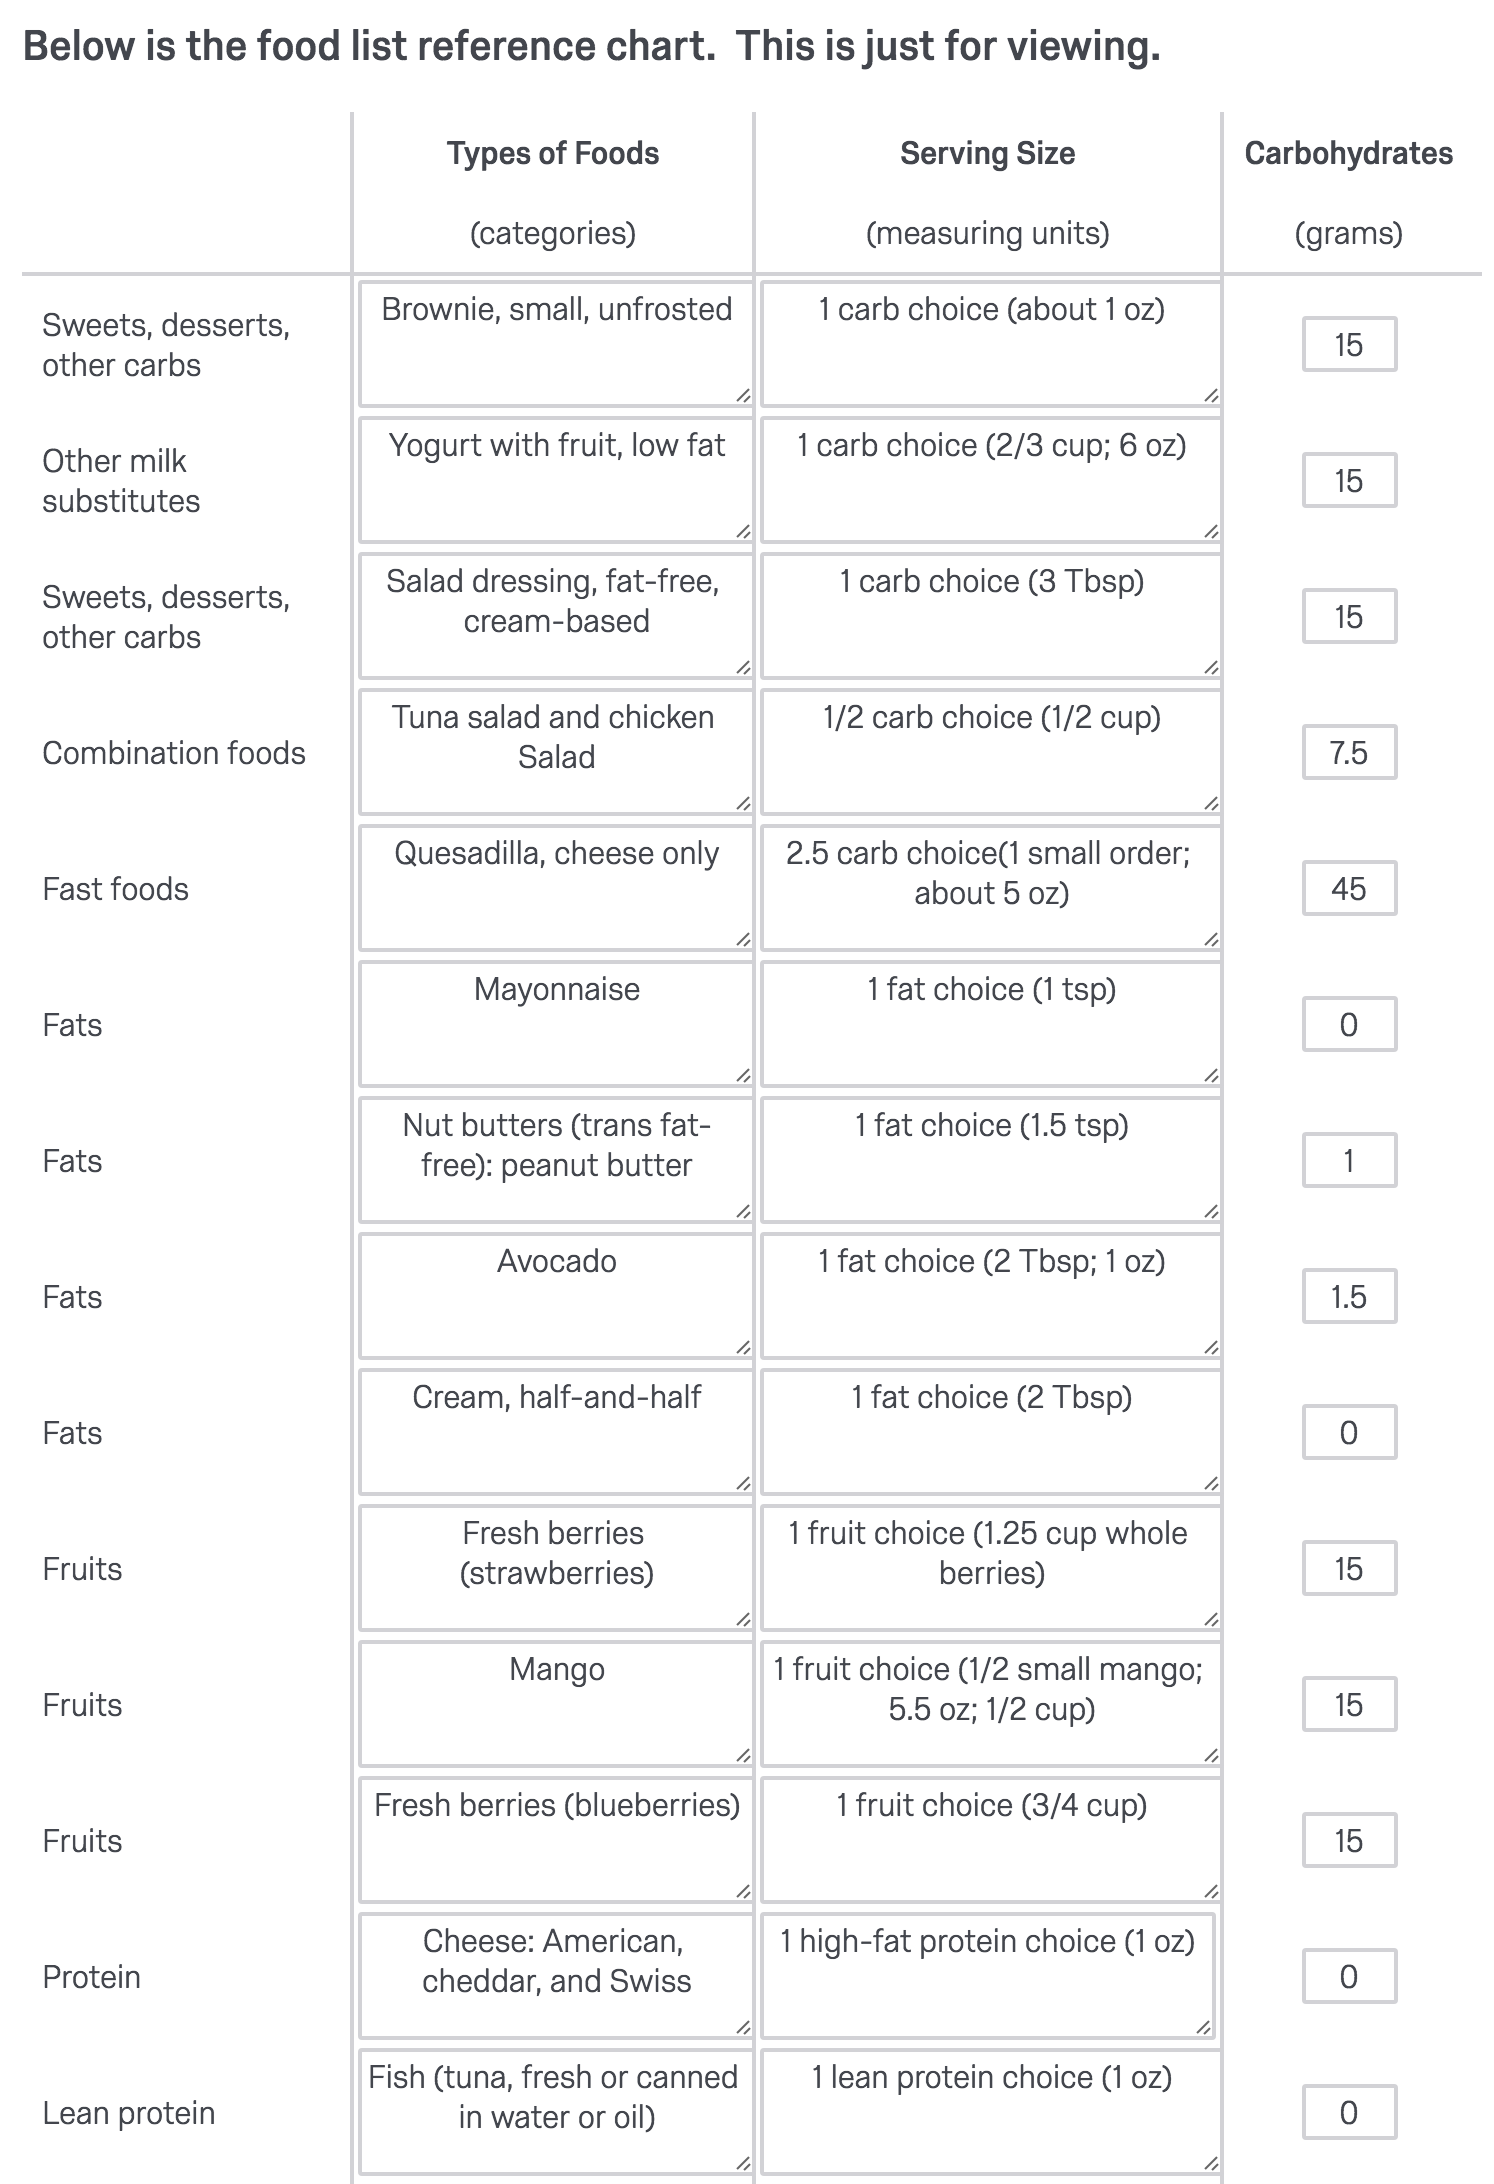 Below is the food list reference chart.  This is just for viewing.
Types of Foods
Serving Size
Carbohydrates
(categories)
(measuring units)
(grams)
Sweets, desserts,
other carbs
Brownie, small, unfrosted
1 carb choice (about 1 oz)
15
Other milk
substitutes
Yogurt with fruit, low fat
1 carb choice (2/3 cup; 6 oz)
15
Sweets, desserts,
other carbs
Salad dressing, fat-free,
cream-based
1 carb choice (3 Tbsp)
15
Combination foods
Tuna salad and chicken
Salad
1/2 carb choice (1/2 cup)
7.5
Fast foods
Quesadilla, cheese only
2.5 carb choice(1 small order;
about 5 oz)
45
Fats
Mayonnaise
1 fat choice (1 tsp)
0
Fats
Nut butters (trans fat-
free): peanut butter
1 fat choice (1.5 tsp)
1
Fats
Avocado
1 fat choice (2 Tbsp; 1 oz)
1.5
Fats
Cream, half-and-half
1 fat choice (2 Tbsp)
0
Fruits
Fresh berries
(strawberries)
1 fruit choice (1.25 cup whole
berries)
15
Fruits
Mango
1 fruit choice (1/2 small mango;
5.5 oz; 1/2 cup)
15
Fruits
Fresh berries (blueberries)
1 fruit choice (3/4 cup)
15
Protein
Cheese: American,
cheddar, and Swiss
1 high-fat protein choice (1 oz)
0
Lean protein
Fish (tuna, fresh or canned
in water or oil)
1 lean protein choice (1 oz)
0